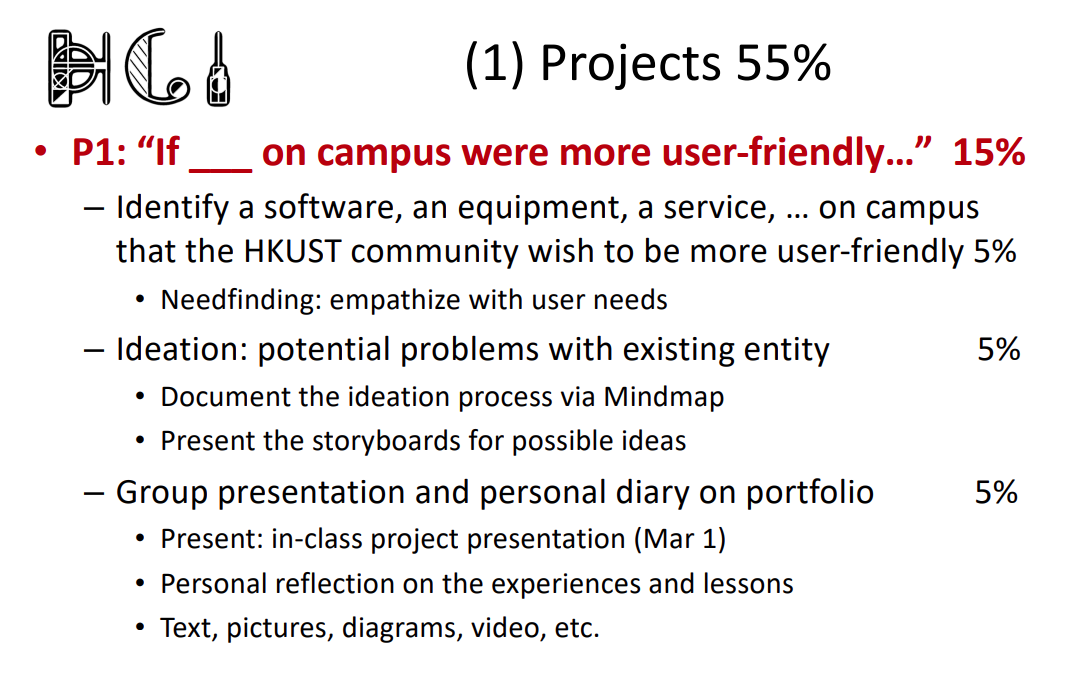 HCI
(1) Projects 55%
• P1: “If ___ on campus were more user-friendly…” 15%
– Identify a software, an equipment, a service, … on campus
that the HKUST community wish to be more user-friendly 5%
• Needfinding: empathize with user needs
– Ideation: potential problems with existing entity 5%
• Document the ideation process via Mindmap
• Present the storyboards for possible ideas
– Group presentation and personal diary on portfolio 5%
• Present: in-class project presentation (Mar 1)
• Personal reflection on the experiences and lessons
• Text, pictures, diagrams, video, etc.